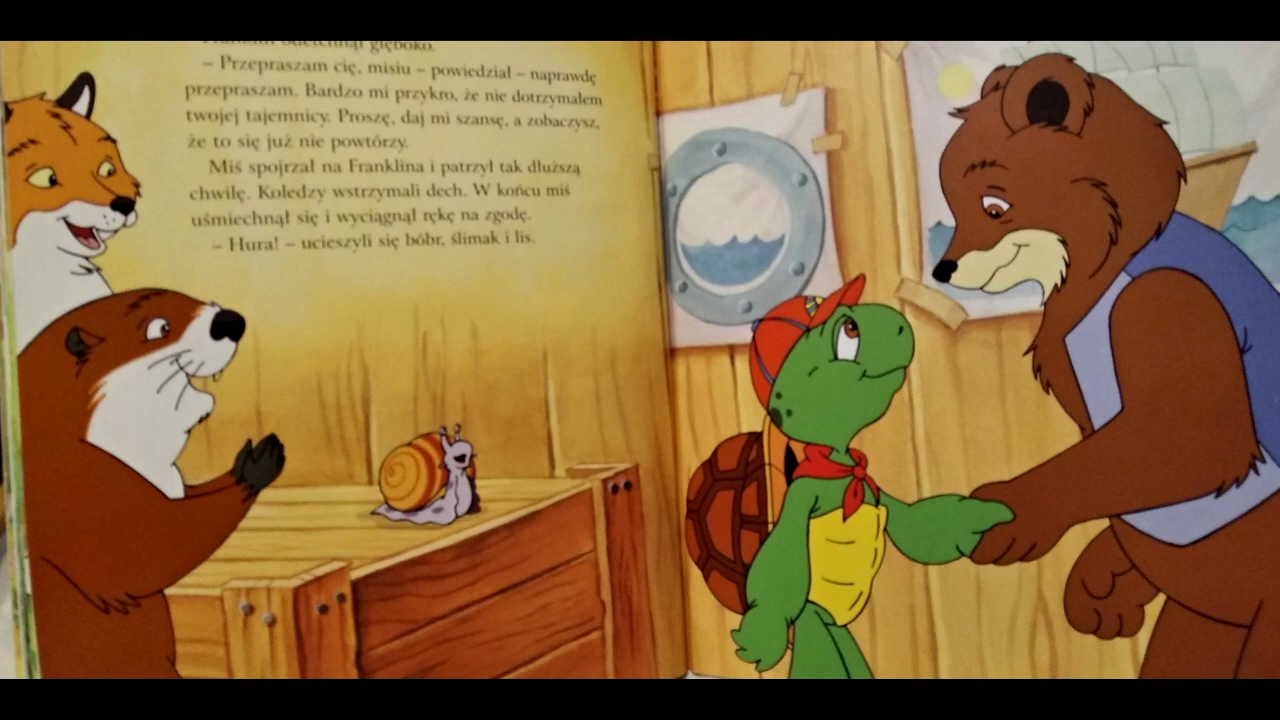 głęboko.
– Przepraszam cię, misiu – powiedział – naprawdę
przepraszam. Bardzo mi przykro, że nie dotrzymałem
twojej tajemnicy. Proszę, daj mi szansę, a zobaczysz,
że to się już nie powtórzy.
Miś spojrzał na Franklina i patrzył tak dłuższą
chwilę. Koledzy wstrzymali dech. W końcu miś
uśmiechnął się i wyciągnął rękę na zgodę.
– Hura! – ucieszyli się bóbr, ślimak i lis.